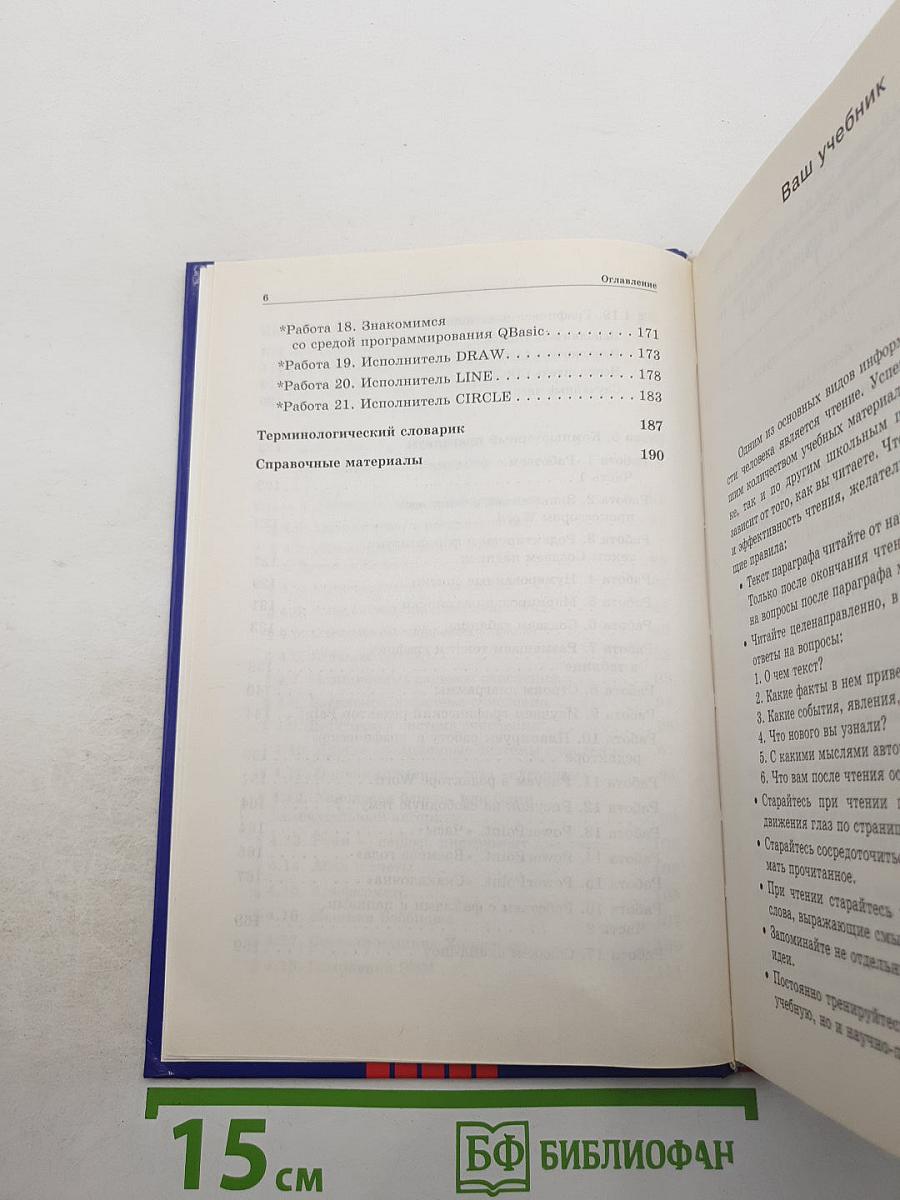 6 Оглавление
*Работа 18. Знакомимся
со средой программирования QBasic. . . . . . . . . 171
*Работа 19. Исполнитель DRAW. . . . . . . . . . . . . 173
*Работа 20. Исполнитель LINE . . . . . . . . . . . . . . 178
*Работа 21. Исполнитель CIRCLE . . . . . . . . . . . . 183
Терминологический словарик 187
Справочные материалы 190
Ваш учебник
Одним из основных видов информ
сти человека является чтение. Успе
шим количеством учебных материал
ке, так и по другим школьным п
зависит от того, как вы читаете. Чт
и эффективность чтения, желател
щие правила:
• Текст параграфа читайте от на
Только после окончания чтен
на вопросы после параграфа х
• Читайте целенаправленно, в
ответы на вопросы:
1. О чем текст?
2. Какие факты в нем приве
3. Какие события, явления,
4. Что нового вы узнали?
5. С какими мыслями авто
6. Что вам после чтения ос
• Старайтесь при чтении
движения глаз по страни
• Старайтесь сосредоточить
мать прочитанное.
• При чтении старайтесь
слова, выражающие смы
• Запоминайте не отдель
идеи.
• Постоянно тренируйтес
учебную, но и научно-п
15 см
БФ БИБЛИОФАН